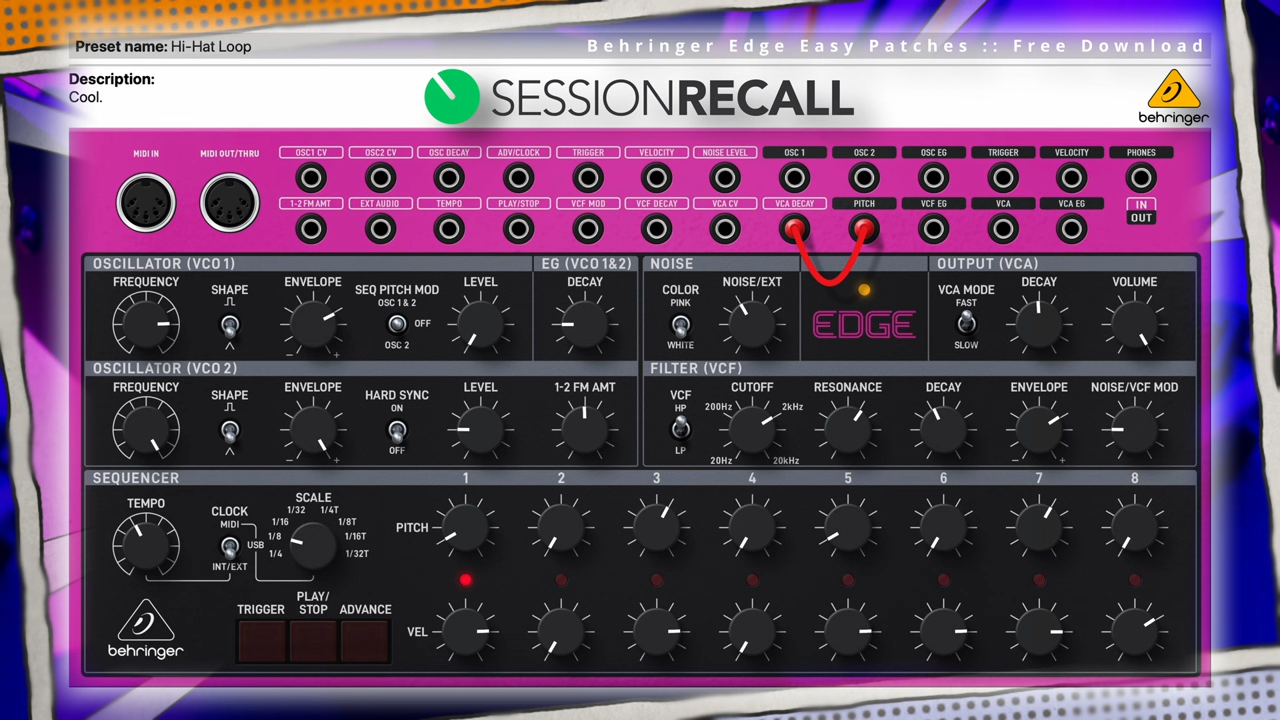 Preset name: Hi-Hat Loop
Behringer Edge Easy Patches :: Free Download
Description:
Cool.
SESSIONRECALL
behringer
MIDI IN
MIDI OUT/THRU
OSC1 CV
OSC2 CV
OSC DECAY
ADV/CLOCK
TRIGGER
VELOCITY
NOISE LEVEL
OSC 1
OSC 2
OSC EG
TRIGGER
VELOCITY
PHONES
1-2 FM AMT
EXT AUDIO
TEMPO
PLAY/STOP
VCF MOD
VCF DECAY
VCA CV
VCA DECAY
PITCH
VCF EG
VCA
VCA EG
IN
OUT
OSCILLATOR (VCO 1)
FREQUENCY
SHAPE
ENVELOPE
− +
SEQ PITCH MOD
OSC 1 & 2
OFF
OSC 2
LEVEL
EG (VCO 1&2)
DECAY
NOISE
COLOR
PINK
WHITE
NOISE/EXT
EDGE
OUTPUT (VCA)
VCA MODE
FAST
SLOW
DECAY
VOLUME
OSCILLATOR (VCO 2)
FREQUENCY
SHAPE
ENVELOPE
− +
HARD SYNC
ON
OFF
LEVEL
1-2 FM AMT
FILTER (VCF)
VCF
HP
LP
CUTOFF
200Hz
2kHz
20Hz
20kHz
RESONANCE
DECAY
ENVELOPE
− +
NOISE/VCF MOD
SEQUENCER
1 2 3 4 5 6 7 8
TEMPO
CLOCK
MIDI
USB
INT/EXT
SCALE
1/32
1/4T
1/16
1/8T
1/8
1/16T
1/4
1/32T
PITCH
TRIGGER
PLAY/
STOP
ADVANCE
VEL
behringer